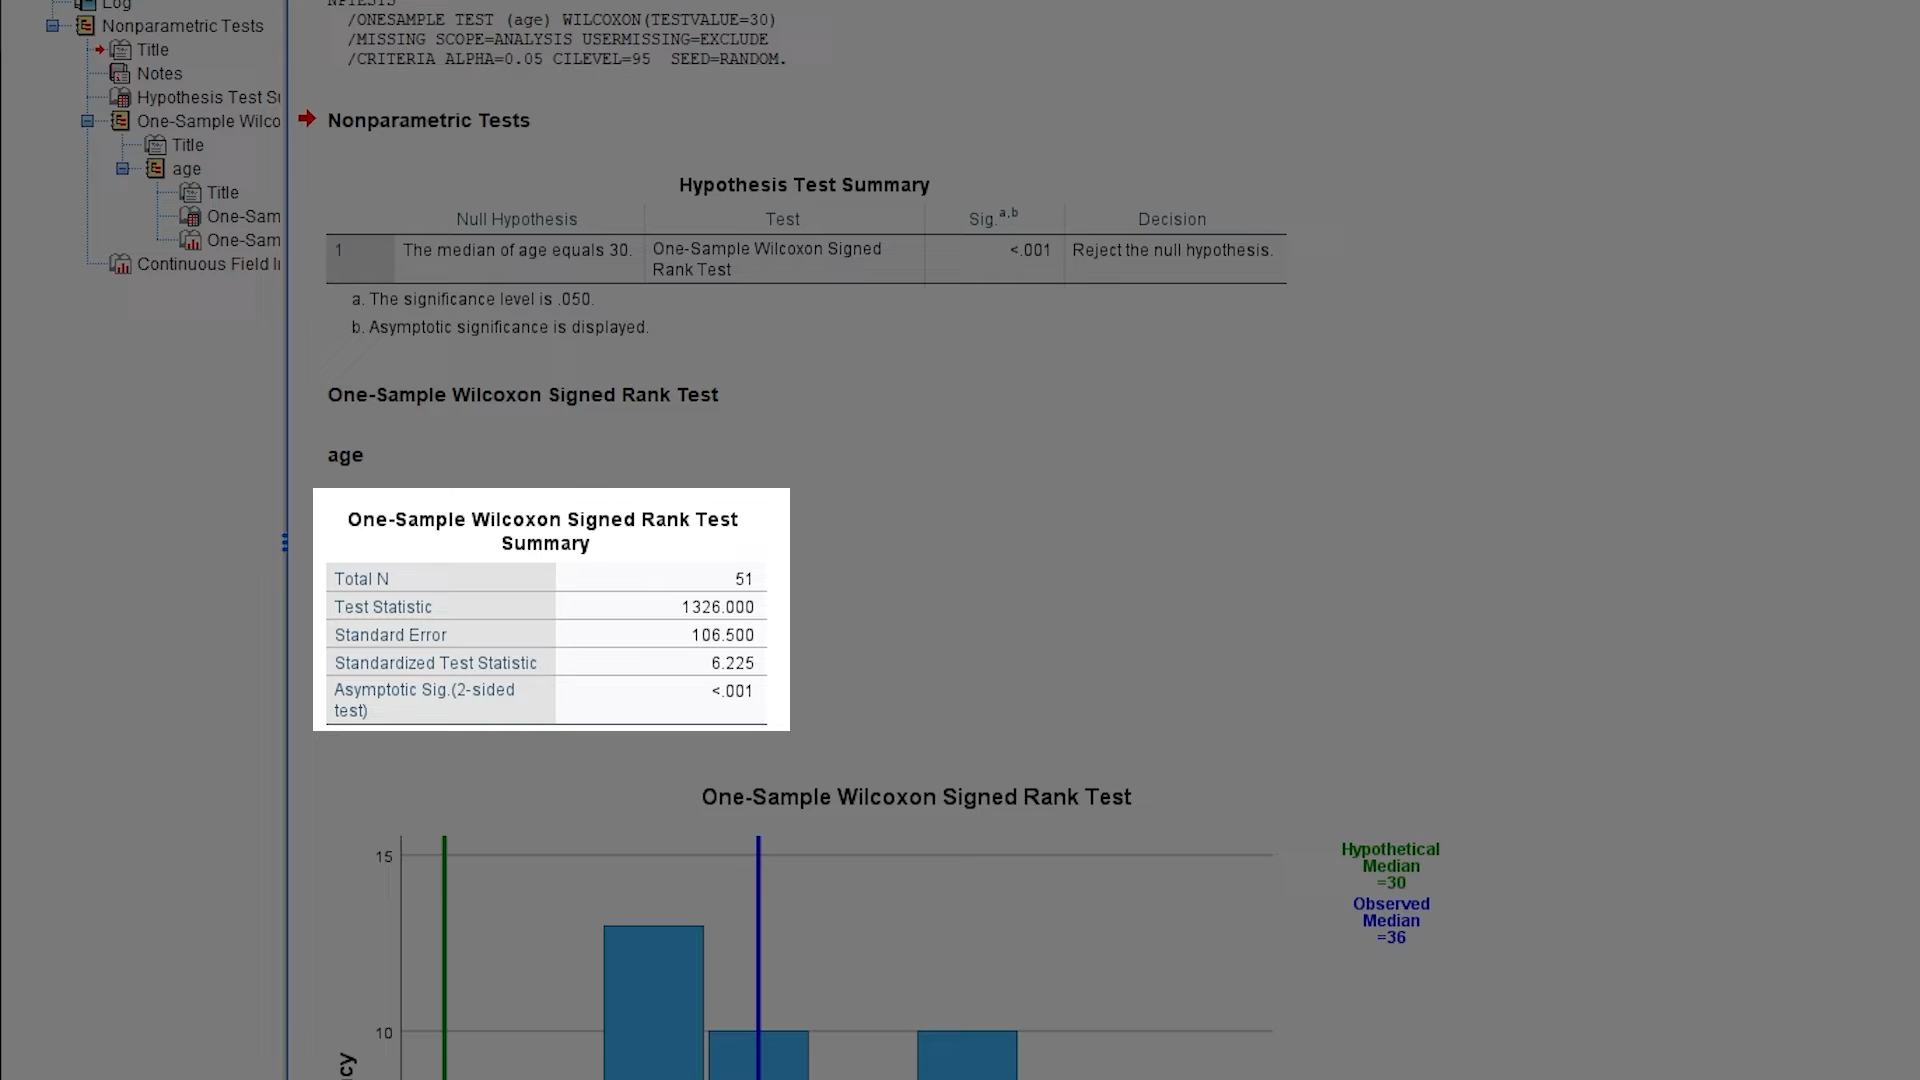 Log
Nonparametric Tests
Title
Notes
Hypothesis Test Su
One-Sample Wilco
Title
age
Title
One-Sam
One-Sam
Continuous Field I
NPTESTS
/ONESAMPLE TEST (age) WILCOXON(TESTVALUE=30)
/MISSING SCOPE=ANALYSIS USERMISSING=EXCLUDE
/CRITERIA ALPHA=0.05 CILEVEL=95 SEED=RANDOM.
Nonparametric Tests
Hypothesis Test Summary
Null Hypothesis Test Sig.a,b Decision
1 The median of age equals 30. One-Sample Wilcoxon Signed <.001 Reject the null hypothesis.
Rank Test
a. The significance level is .050.
b. Asymptotic significance is displayed.
One-Sample Wilcoxon Signed Rank Test
age
One-Sample Wilcoxon Signed Rank Test
Summary
Total N 51
Test Statistic 1326.000
Standard Error 106.500
Standardized Test Statistic 6.225
Asymptotic Sig.(2-sided <.001
test)
One-Sample Wilcoxon Signed Rank Test
15
10
cy
Hypothetical
Median
=30
Observed
Median
=36